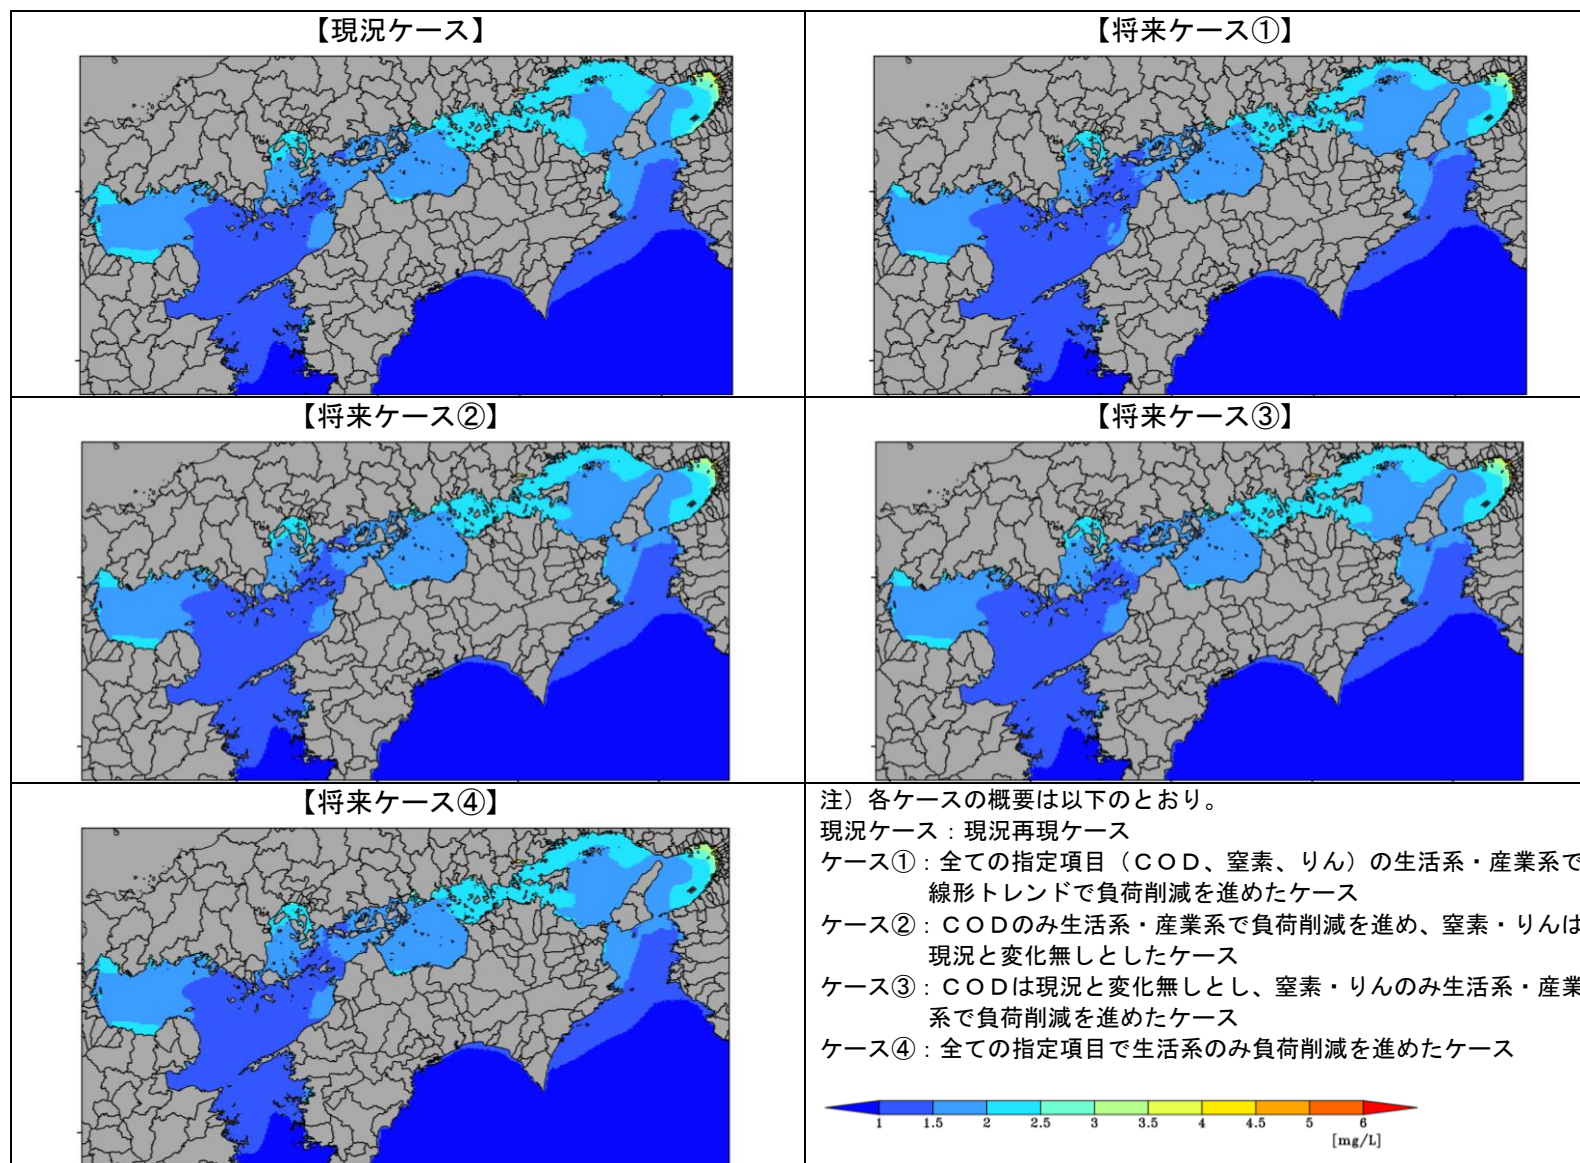 【現況ケース】
【将来ケース①】
【将来ケース②】
【将来ケース③】
【将来ケース④】
注）各ケースの概要は以下のとおり。
現況ケース：現況再現ケース
ケース①：全ての指定項目（ＣＯＤ、窒素、りん）の生活系・産業系で
線形トレンドで負荷削減を進めたケース
ケース②：ＣＯＤのみ生活系・産業系で負荷削減を進め、窒素・りんは
現況と変化無しとしたケース
ケース③：ＣＯＤは現況と変化無しとし、窒素・りんのみ生活系・産業
系で負荷削減を進めたケース
ケース④：全ての指定項目で生活系のみ負荷削減を進めたケース
1 1.5 2 2.5 3 3.5 4 4.5 5 6
[mg/L]